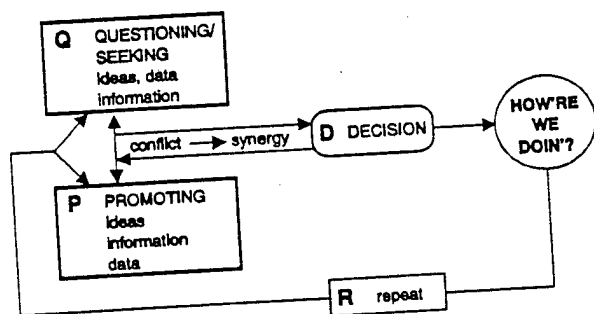 Q QUESTIONING/
SEEKING
ideas, data
information
conflict synergy
D DECISION
HOW'RE
WE
DOIN'?
P PROMOTING
ideas
information
data
R repeat